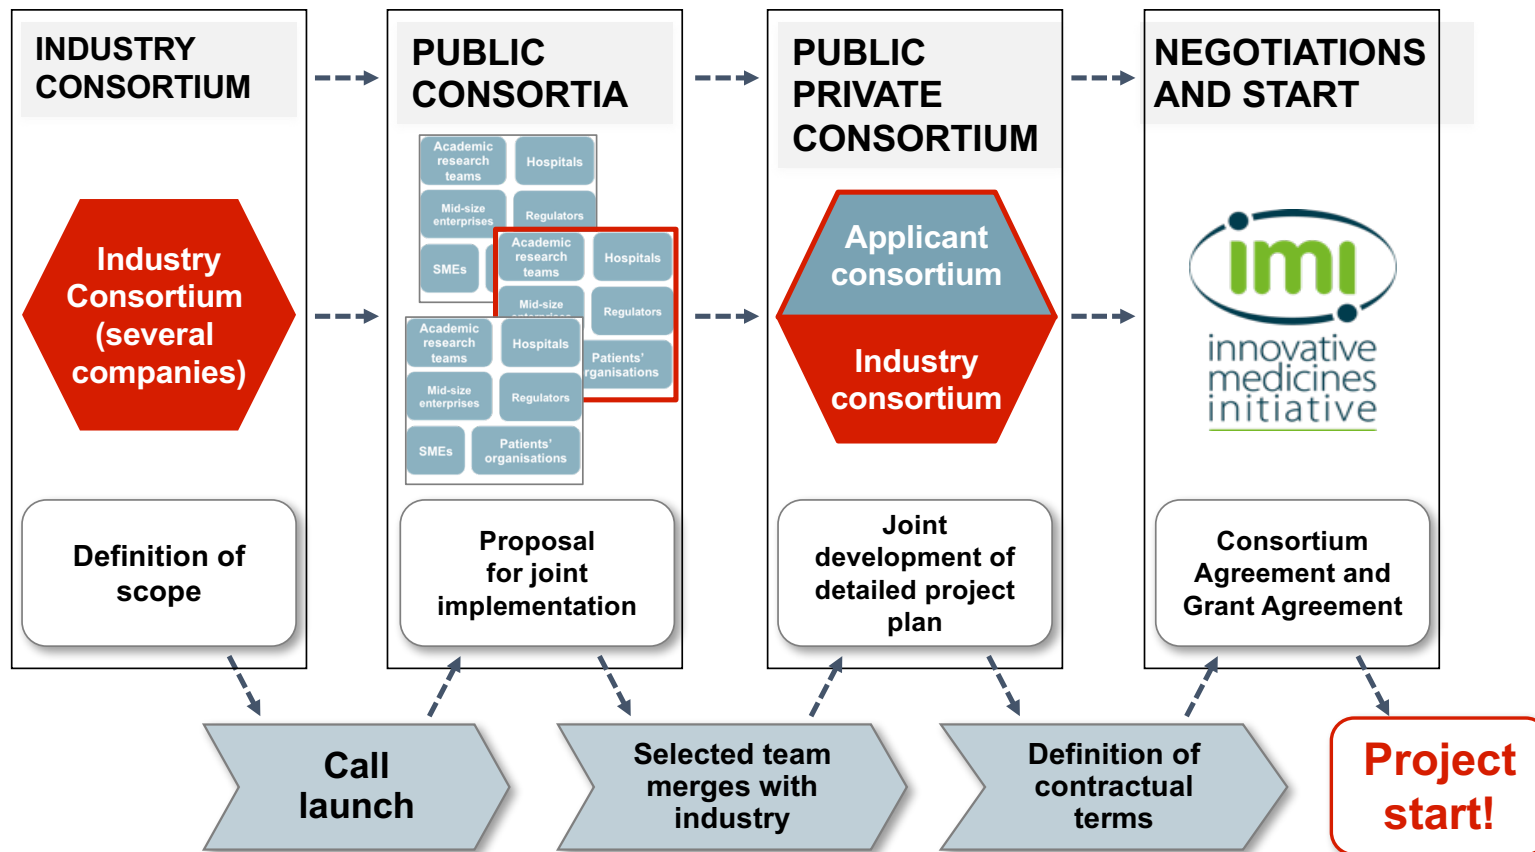 INDUSTRY
CONSORTIUM
PUBLIC
CONSORTIA
PUBLIC
PRIVATE
CONSORTIUM
NEGOTIATIONS
AND START
Industry
Consortium
(several
companies)
Academic
research
teams
Hospitals
Mid-size
enterprises
Regulators
SMEs
Academic
research
teams
Hospitals
Mid-size
enterprises
Regulators
Patients'
rganisations
Academic
research
teams
Hospitals
Mid-size
enterprises
Regulators
SMEs
Patients'
organisations
Applicant
consortium
Industry
consortium
imi
innovative
medicines
initiative
Definition of
scope
Proposal
for joint
implementation
Joint
development of
detailed project
plan
Consortium
Agreement and
Grant Agreement
Call
launch
Selected team
merges with
industry
Definition of
contractual
terms
Project
start!